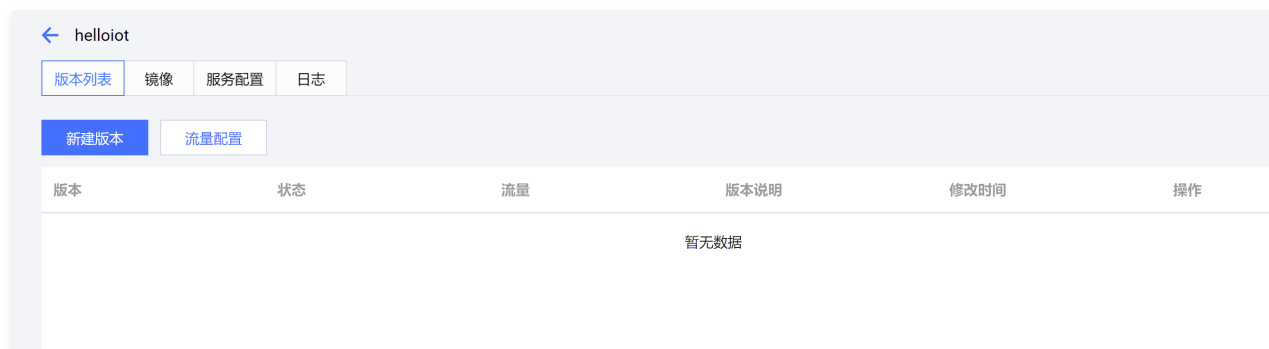 helloiot
版本列表 镜像 服务配置 日志
新建版本 流量配置
版本 状态 流量 版本说明 修改时间 操作
暂无数据